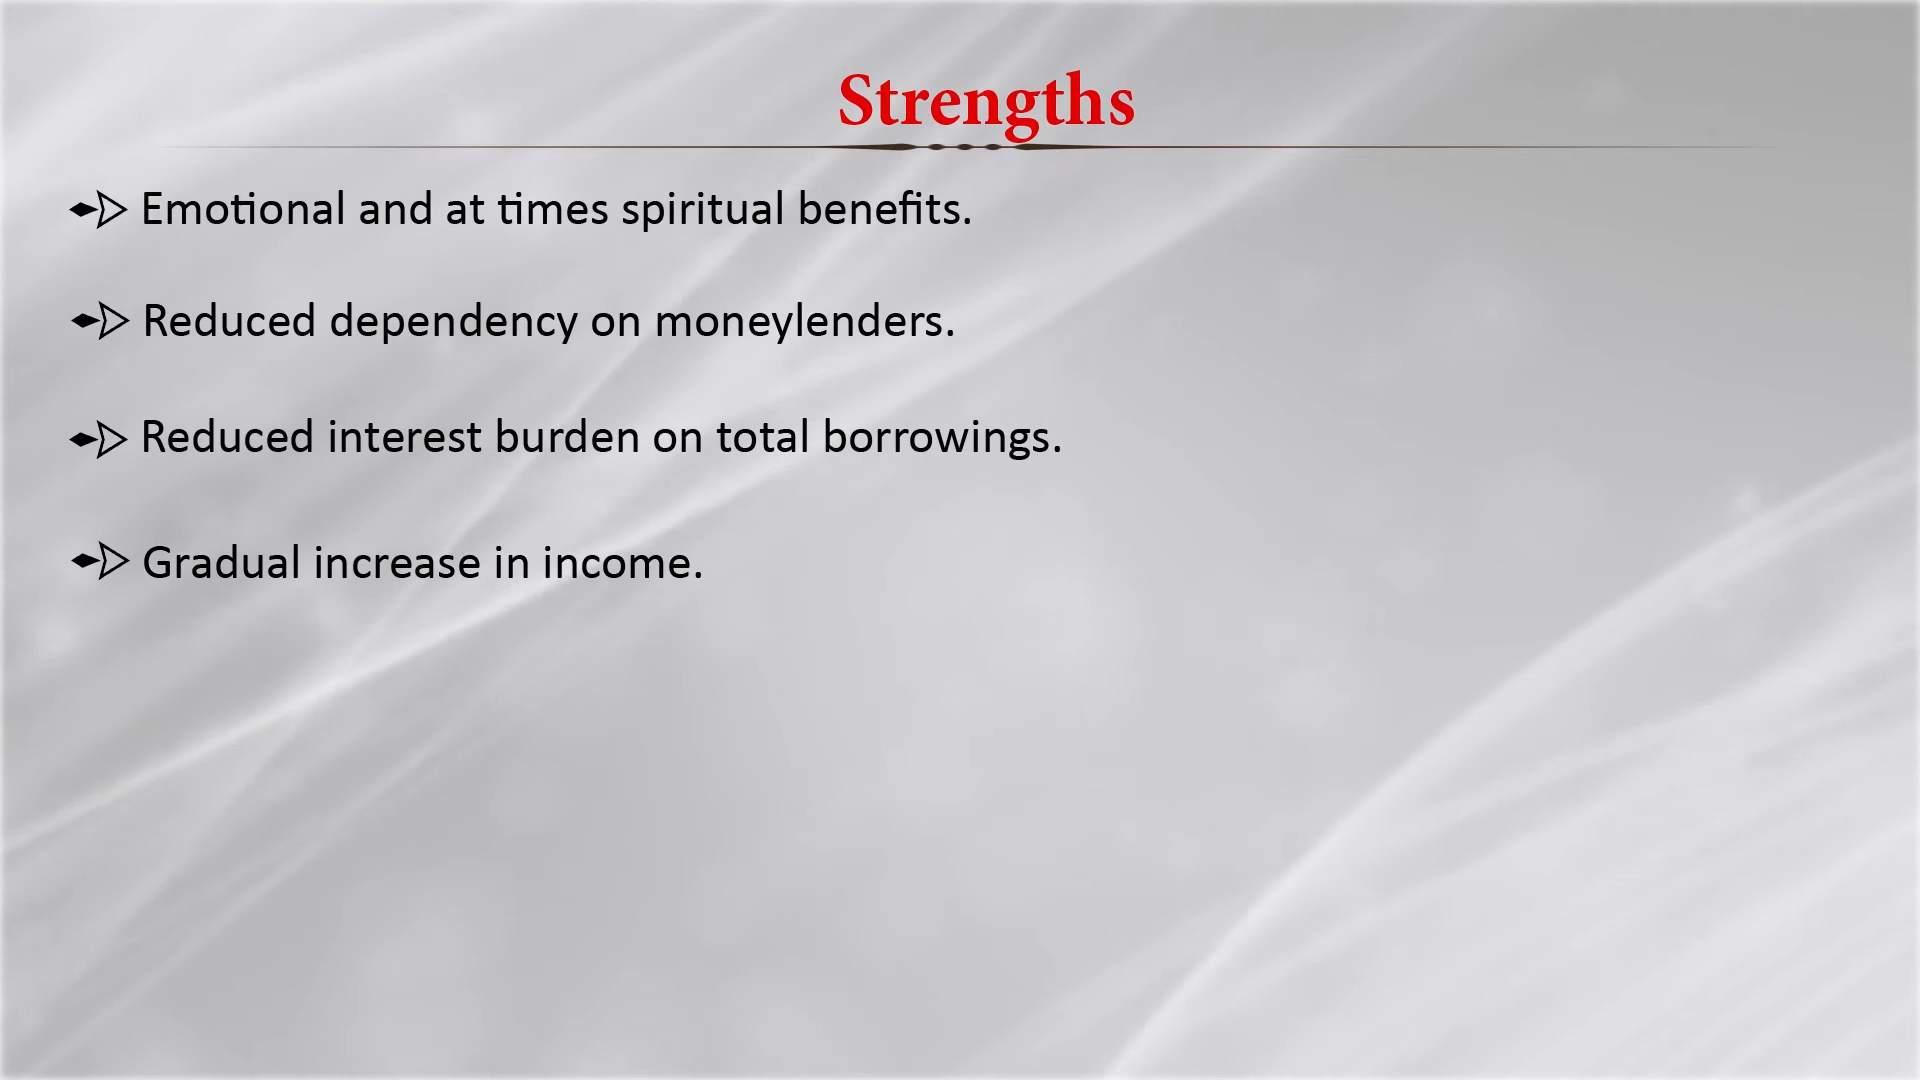 Strengths
Emotional and at times spiritual benefits.
Reduced dependency on moneylenders.
Reduced interest burden on total borrowings.
Gradual increase in income.